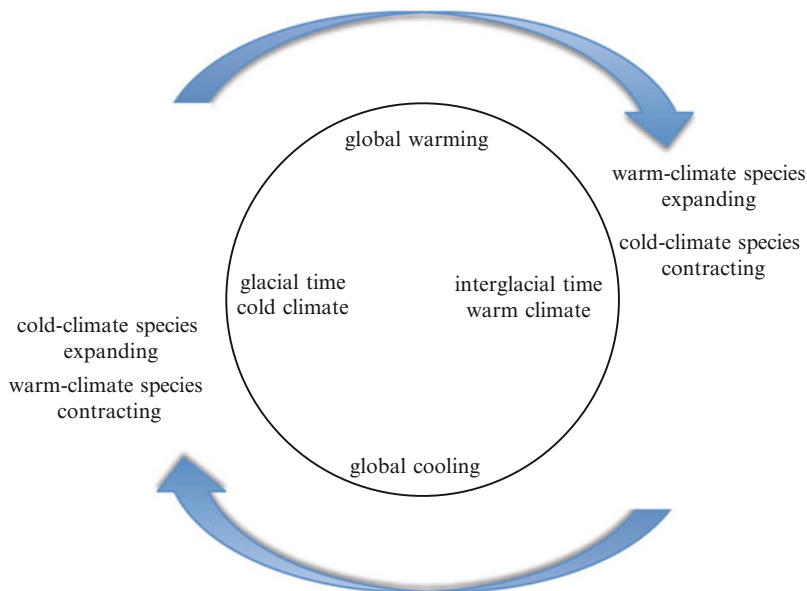 global warming
warm-climate species
expanding
cold-climate species
contracting
glacial time
cold climate
interglacial time
warm climate
cold-climate species
expanding
warm-climate species
contracting
global cooling